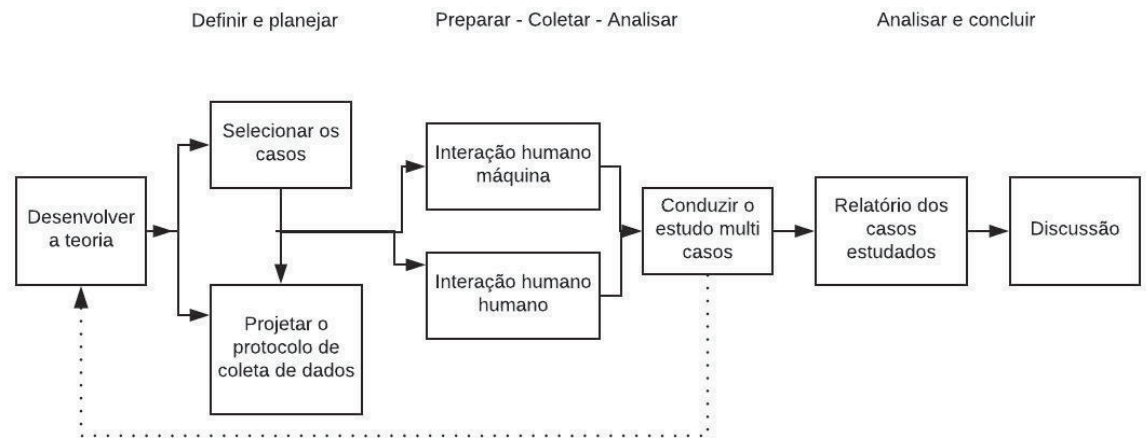 Definir e planejar
Preparar - Coletar - Analisar
Analisar e concluir
Desenvolver
a teoria
Selecionar os
casos
Projetar o
protocolo de
coleta de dados
Interação humano
máquina
Interação humano
humano
Conduzir o
estudo multi
casos
Relatório dos
casos
estudados
Discussão